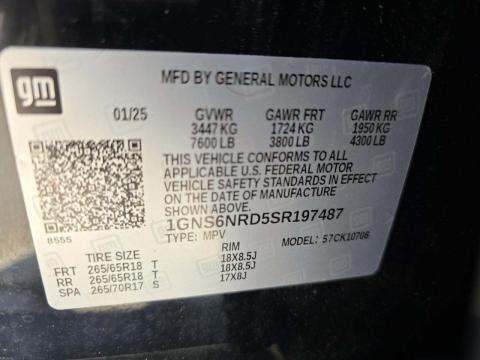 gm
MFD BY GENERAL MOTORS LLC
01/25 GVWR GAWR FRT GAWR RR
3447 KG 1724 KG 1950 KG
7600 LB 3800 LB 4300 LB
THIS VEHICLE CONFORMS TO ALL
APPLICABLE U.S. FEDERAL MOTOR
VEHICLE SAFETY STANDARDS IN EFFECT ON
THE DATE OF MANUFACTURE SHOWN ABOVE.
1GNS6NRD5SR197487
TYPE: MPV MODEL: 57CK10706
TIRE SIZE RIM
FRT 265/65R18 T 18X8.5J
RR 265/65R18 T 18X8.5J
SPA 265/70R17 S 17X8J